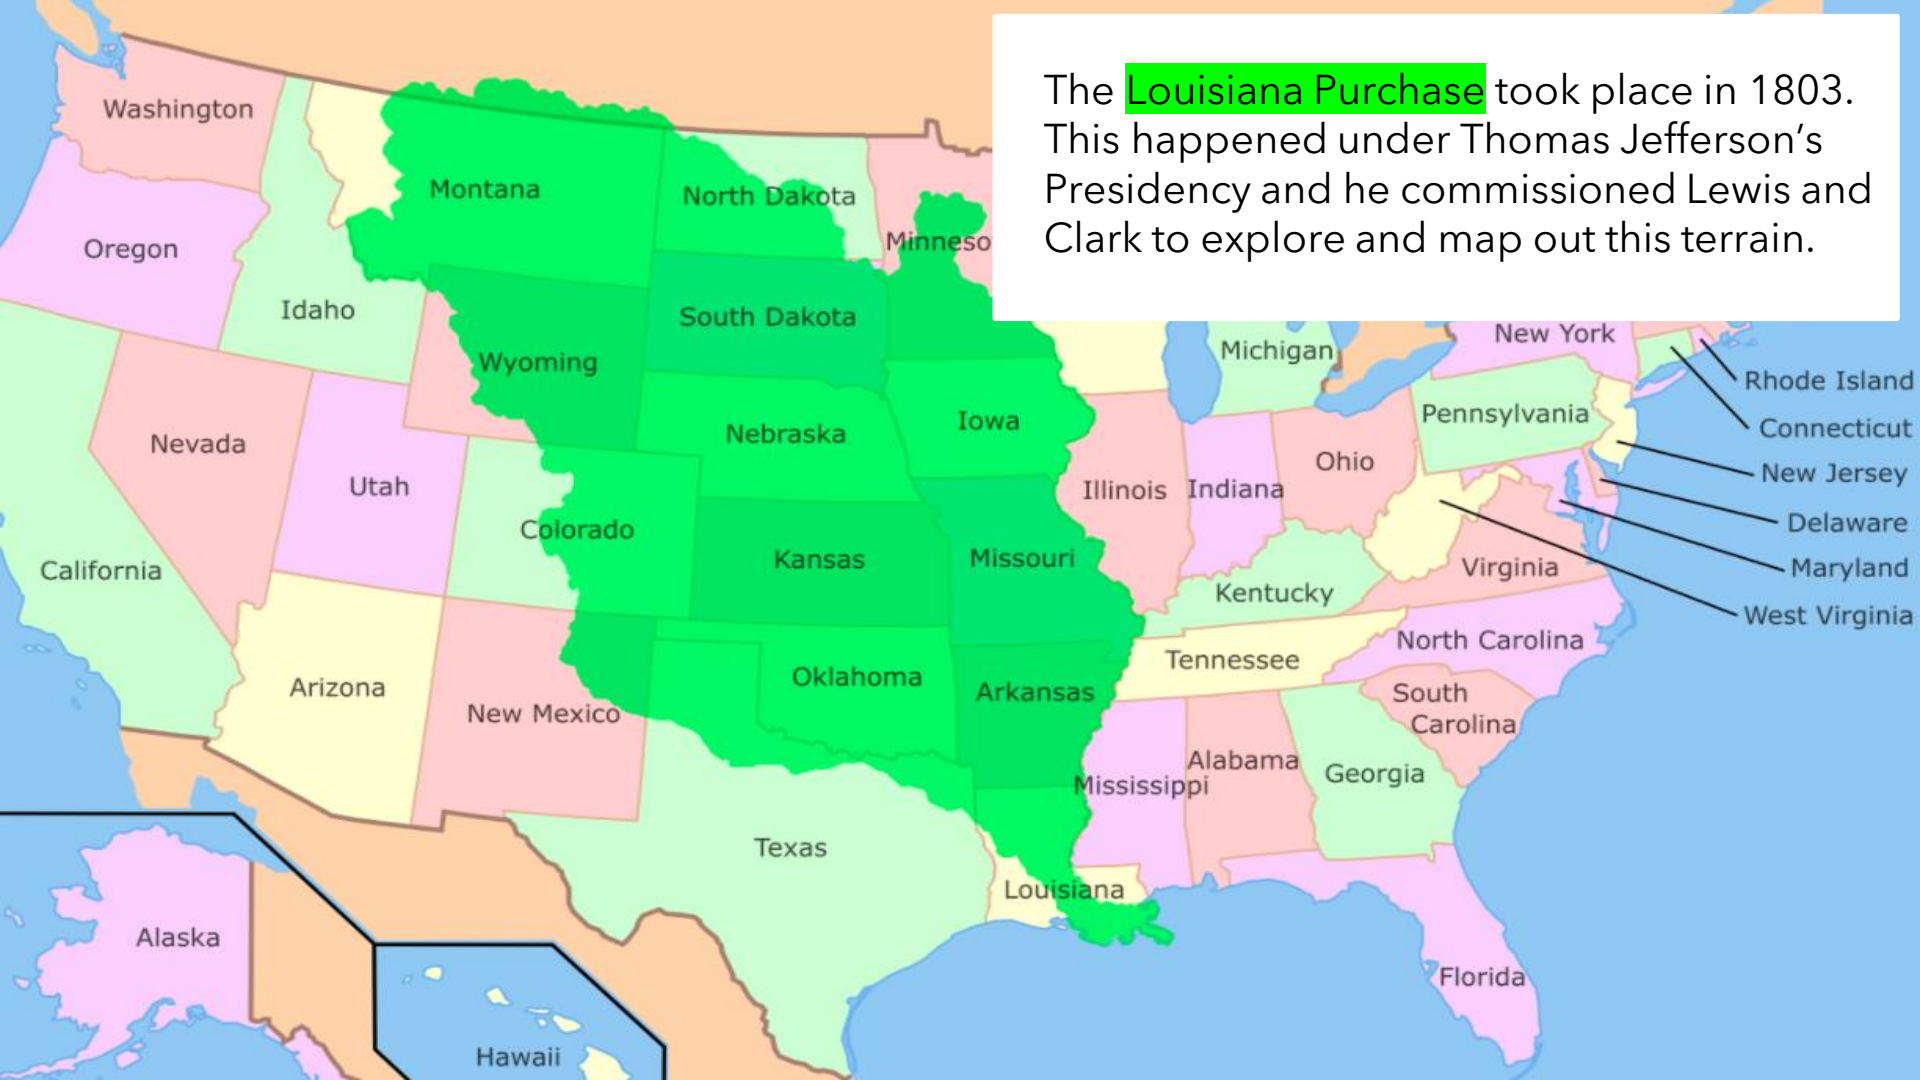 The Louisiana Purchase took place in 1803.
This happened under Thomas Jefferson’s
Presidency and he commissioned Lewis and
Clark to explore and map out this terrain.
Washington
Montana
North Dakota
Minneso
Oregon
Idaho
South Dakota
Wyoming
Michigan
New York
Rhode Island
Nevada
Utah
Nebraska
Iowa
Pennsylvania
Connecticut
New Jersey
Ohio
Illinois
Indiana
Colorado
Kansas
Missouri
Delaware
California
Kentucky
Virginia
Maryland
West Virginia
Arizona
New Mexico
Oklahoma
Arkansas
Tennessee
North Carolina
South
Carolina
Mississippi
Alabama
Georgia
Texas
Louisiana
Alaska
Florida
Hawaii